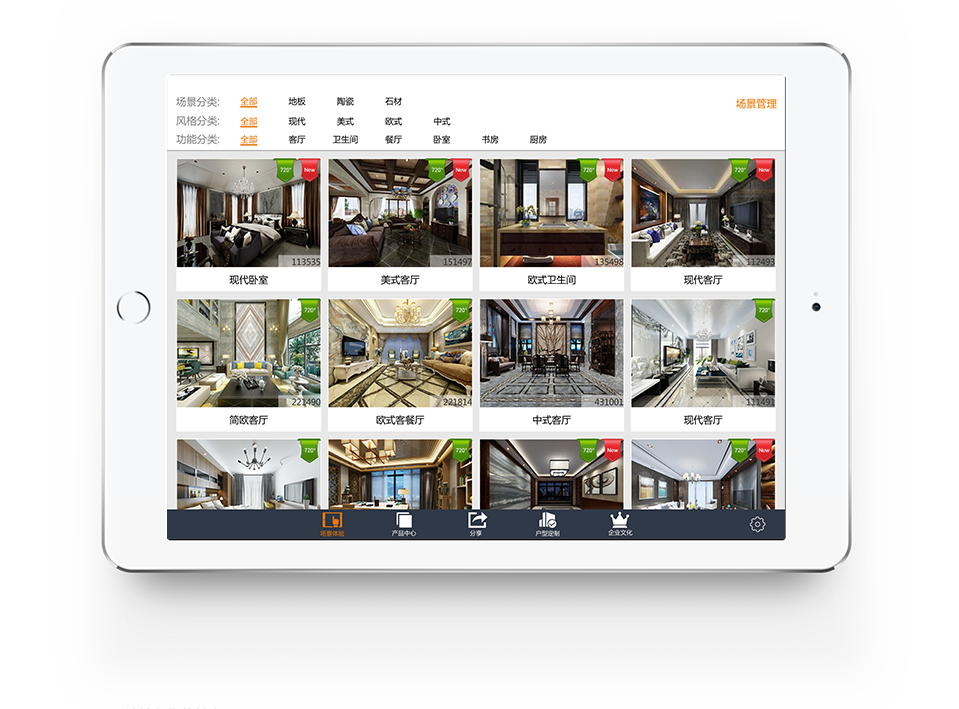 场景分类: 全部 地板 陶瓷 石材
场景管理
风格分类: 全部 现代 美式 欧式 中式
功能分类: 全部 客厅 卫生间 餐厅 卧室 书房 厨房
720° New 720° New 720° New 720° New
113535 151497 135498 112493
现代卧室 美式客厅 欧式卫生间 现代客厅
720° 720° 720°
221490 221814 431001 111491
简欧客厅 欧式客餐厅 中式客厅 现代客厅
720° 720° 720° New 720° New
场景体验 产品中心 分享 户型定制 企业文化